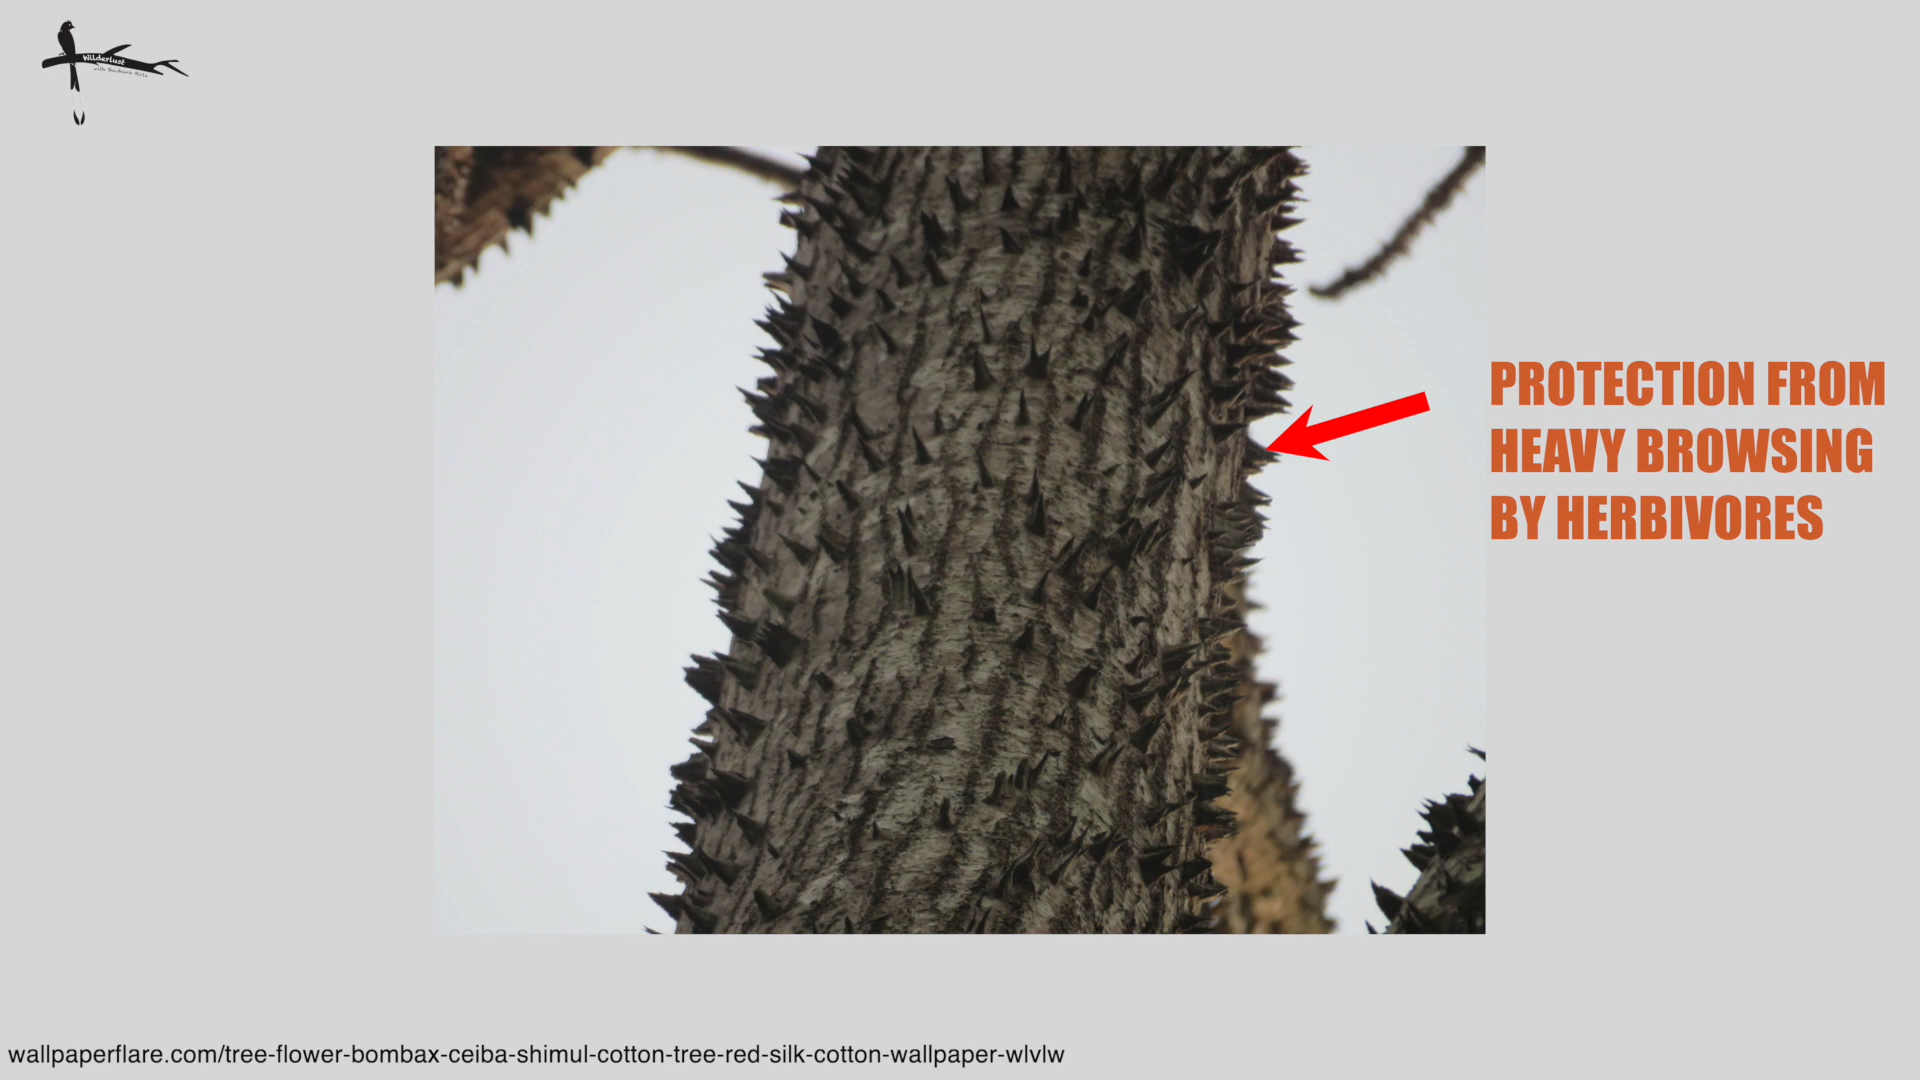 Wilderlust
PROTECTION FROM
HEAVY BROWSING
BY HERBIVORES
wallpaperflare.com/tree-flower-bombax-ceiba-shimul-cotton-tree-red-silk-cotton-wallpaper-wlvlw